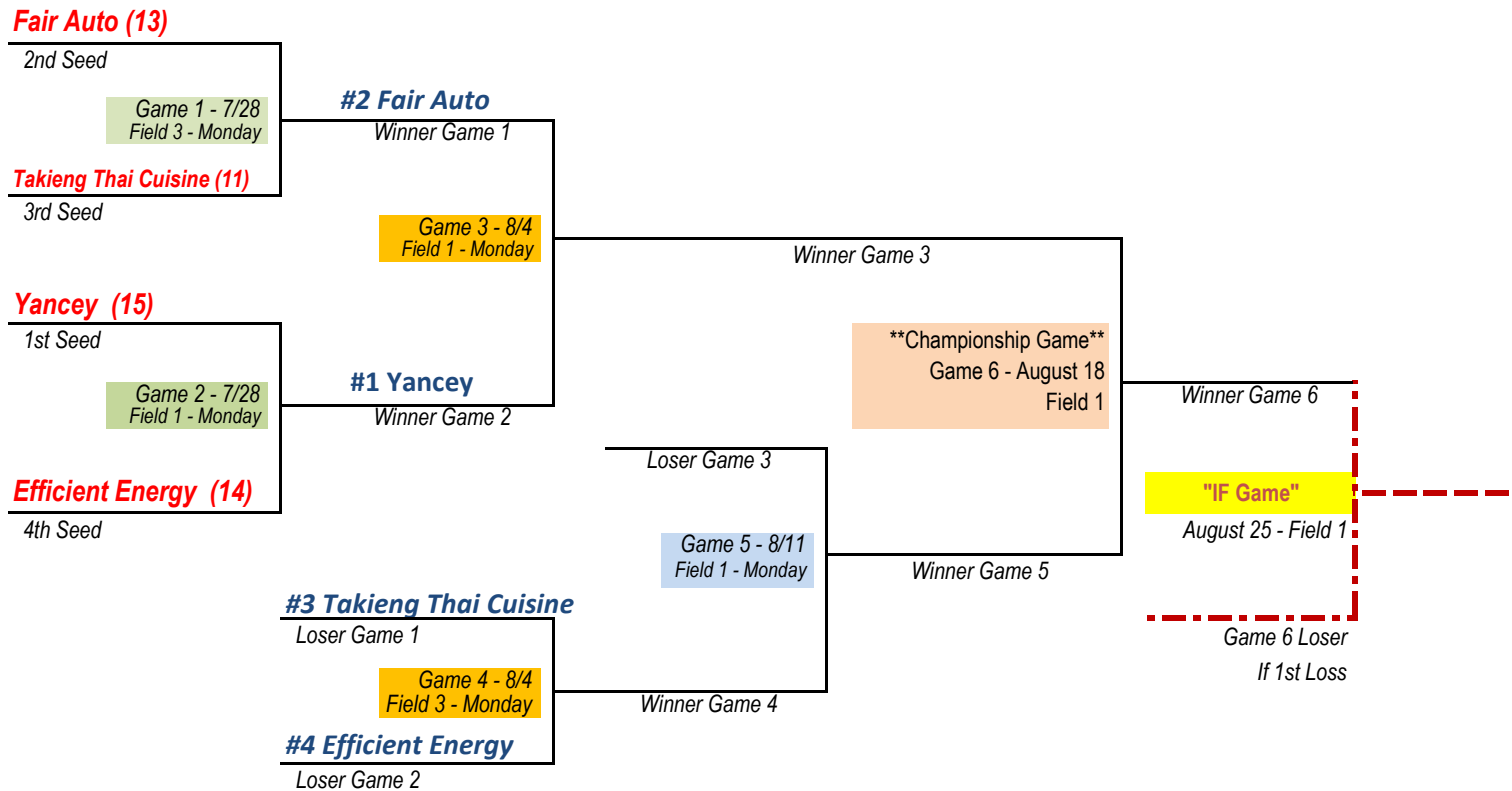 Fair Auto (13)
2nd Seed
Game 1 - 7/28
Field 3 - Monday
#2 Fair Auto
Winner Game 1
Takieng Thai Cuisine (11)
3rd Seed
Game 3 - 8/4
Field 1 - Monday
Winner Game 3
Yancey (15)
1st Seed
Game 2 - 7/28
Field 1 - Monday
#1 Yancey
Winner Game 2
**Championship Game**
Game 6 - August 18
Field 1
Winner Game 6
Efficient Energy (14)
4th Seed
Loser Game 3
"IF Game"
August 25 - Field 1
Game 5 - 8/11
Field 1 - Monday
Winner Game 5
#3 Takieng Thai Cuisine
Loser Game 1
Game 6 Loser
If 1st Loss
Game 4 - 8/4
Field 3 - Monday
Winner Game 4
#4 Efficient Energy
Loser Game 2